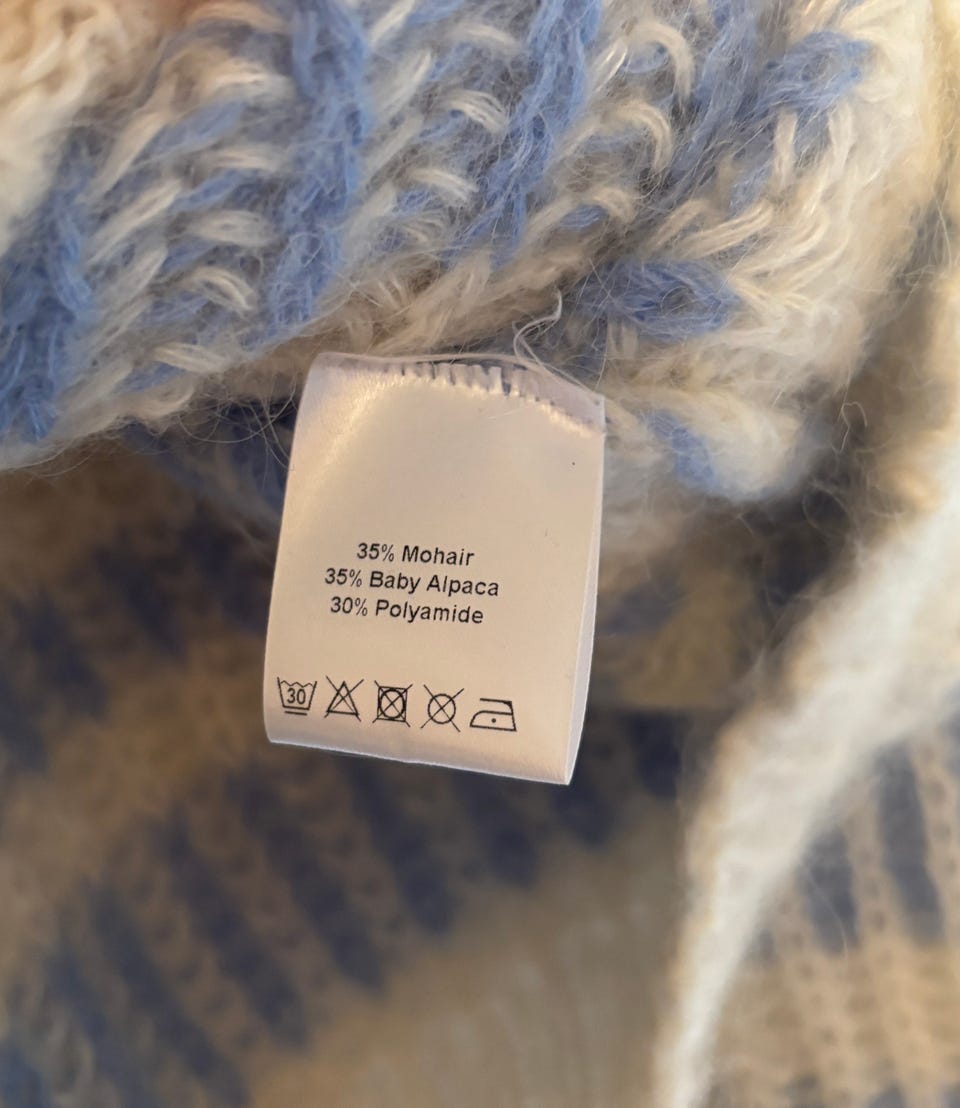 35% Mohair
35% Baby Alpaca
30% Polyamide
30